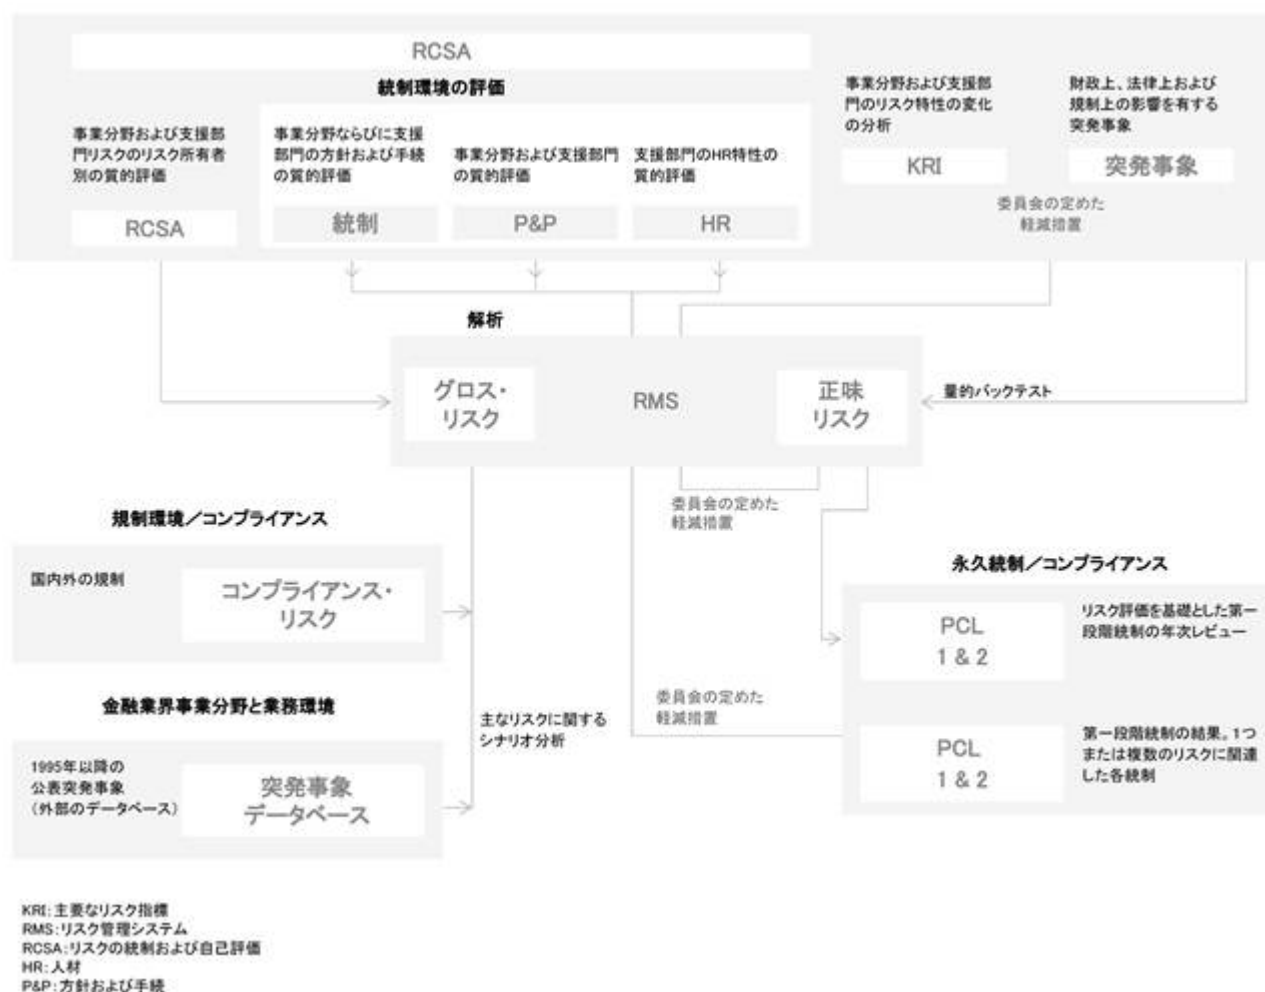 RCSA
統制環境の評価
事業分野および支援部
門リスクのリスク所有者
別の質的評価
RCSA
事業分野ならびに支援
部門の方針および手続
の質的評価
統制
事業分野および支援部門
の質的評価
P&P
支援部門のHR特性の
質的評価
HR
事業分野および支援部
門のリスク特性の変化
の分析
KRI
財政上、法律上および
規制上の影響を有する
突発事象
突発事象
委員会の定めた
軽減措置
解析
グロス・
リスク
RMS
正味
リスク
量的バックテスト
委員会の定めた
軽減措置
規制環境／コンプライアンス
国内外の規制
コンプライアンス・
リスク
金融業界事業分野と業務環境
1995年以降の
公表突発事象
（外部のデータベース）
突発事象
データベース
主なリスクに関する
シナリオ分析
委員会の定めた
軽減措置
永久統制／コンプライアンス
PCL
1 & 2
リスク評価を基礎とした第一
段階統制の年次レビュー
PCL
1 & 2
第一段階統制の結果。1つ
または複数のリスクに関連
した各統制
KRI：主要なリスク指標
RMS：リスク管理システム
RCSA：リスクの統制および自己評価
HR：人材
P&P：方針および手続